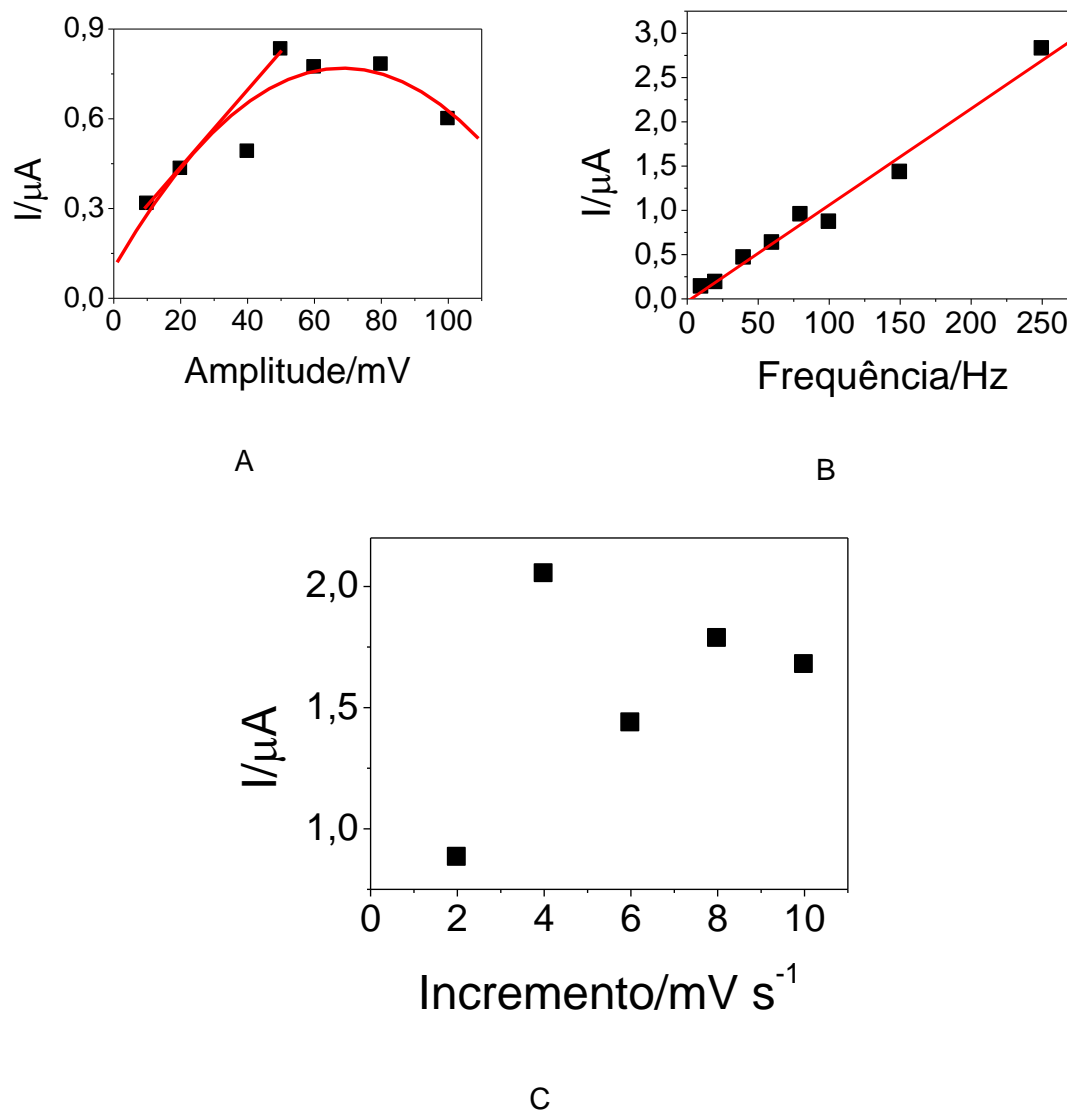 0,9
0,6
0,3
0,0
I/μA
0 20 40 60 80 100
Amplitude/mV
A
3,0
2,5
2,0
1,5
1,0
0,5
0,0
I/μA
0 50 100 150 200 250
Frequência/Hz
B
2,0
1,5
1,0
I/μA
0 2 4 6 8 10
Incremento/mV s⁻¹
C